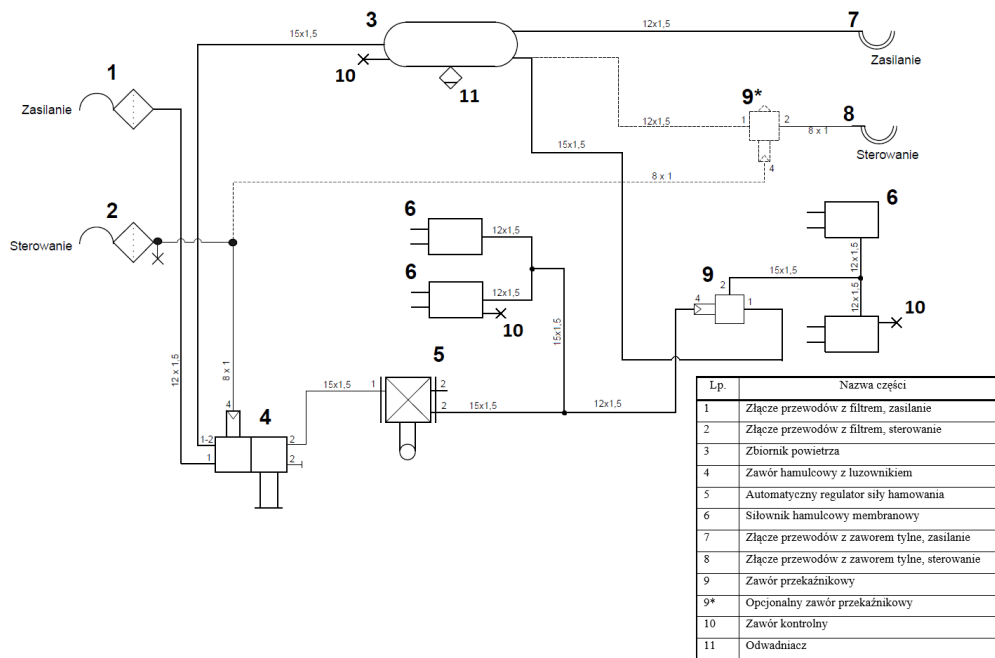 15x1,5
3
12x1,5
7
Zasilanie
10
11
1
Zasilanie
9*
1
2
12x1,5
8 x 1
8
Sterowanie
4
15x1,5
8 x 1
2
Sterowanie
6
12x1,5
6
12x1,5
10
15x1,5
6
12x1,5
12x1,5
15x1,5
9
2
4
1
10
12 x 1,5
8 x 1
5
15x1,5
1
2
2
15x1,5
12x1,5
4
4
1-2
1
2
2
Lp. Nazwa części
1 Złącze przewodów z filtrem, zasilanie
2 Złącze przewodów z filtrem, sterowanie
3 Zbiornik powietrza
4 Zawór hamulcowy z luzownikiem
5 Automatyczny regulator siły hamowania
6 Siłownik hamulcowy membranowy
7 Złącze przewodów z zaworem tylne, zasilanie
8 Złącze przewodów z zaworem tylne, sterowanie
9 Zawór przekaźnikowy
9* Opcjonalny zawór przekaźnikowy
10 Zawór kontrolny
11 Odwadniacz